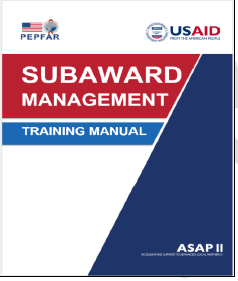 PEPFAR
USAID
FROM THE AMERICAN PEOPLE
SUBAWARD
MANAGEMENT
TRAINING MANUAL
ASAP II
ACCELERATING SUPPORT TO ADVANCED LOCAL PARTNERS II